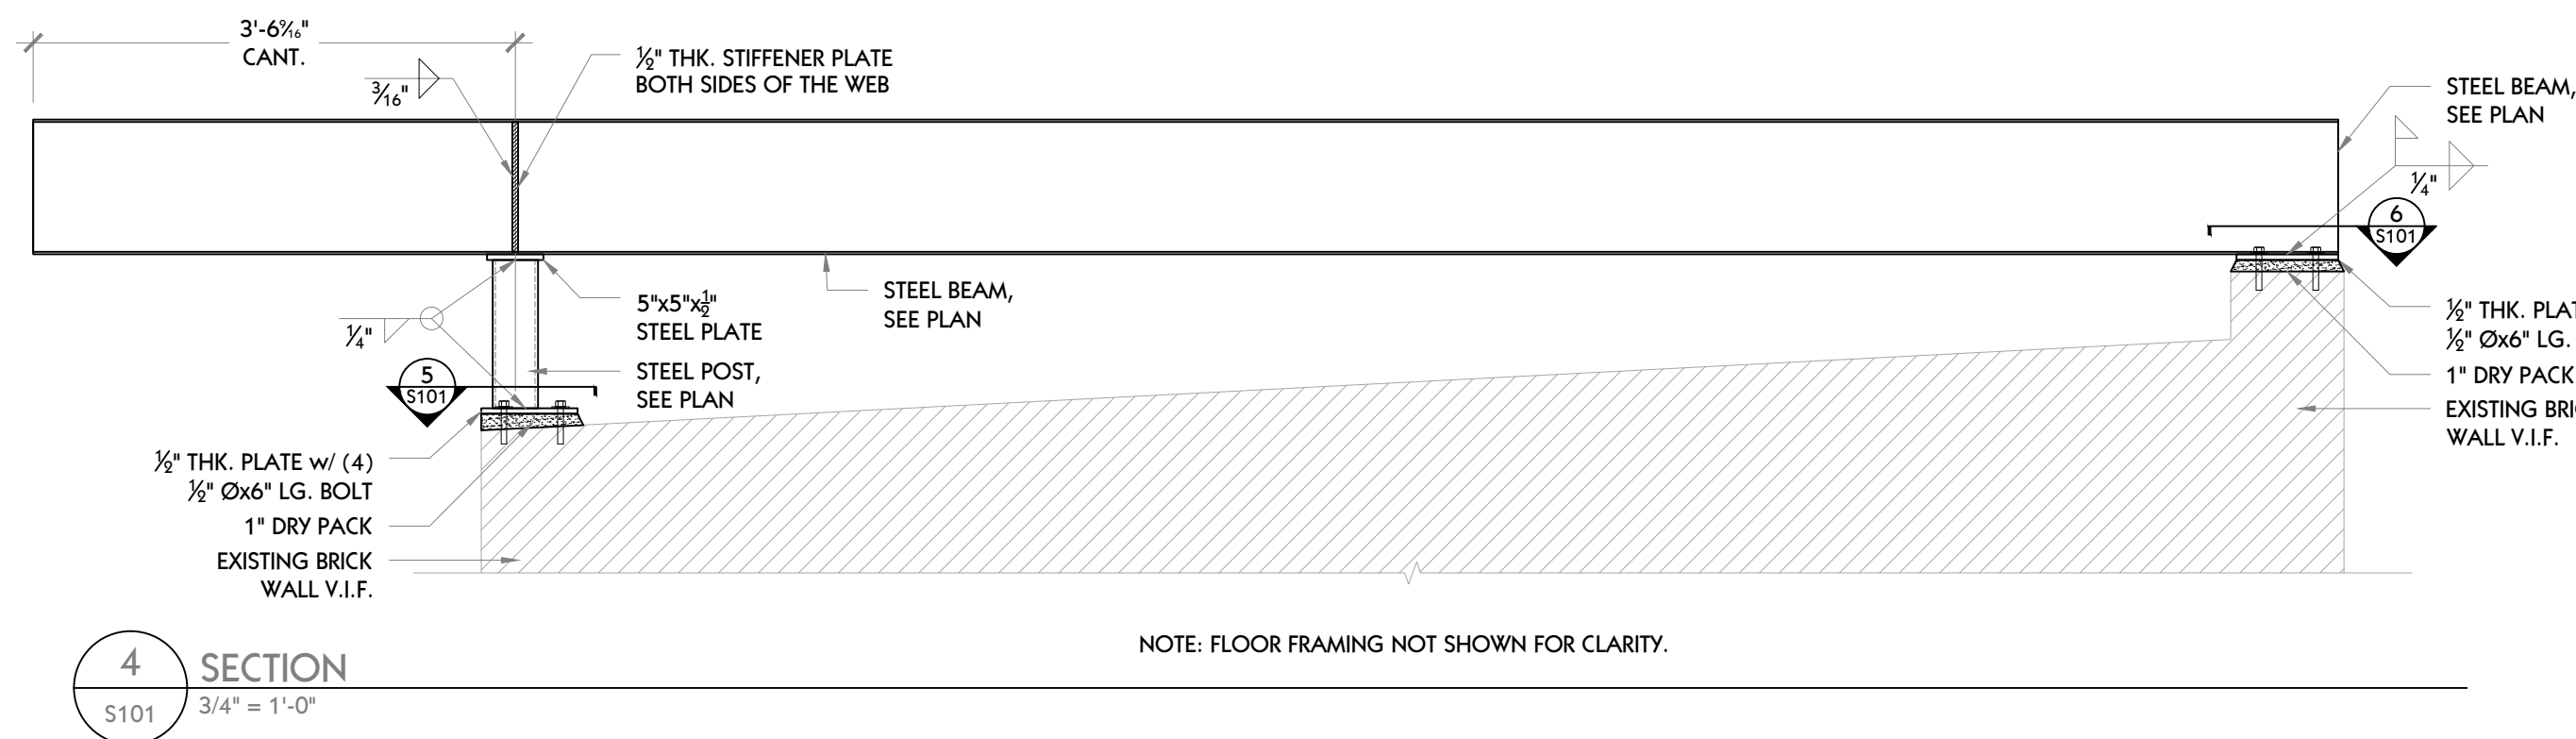 3'-6 9/16"
CANT.
3/16"
1/2" THK. STIFFENER PLATE
BOTH SIDES OF THE WEB
STEEL BEAM,
SEE PLAN
1/4"
6
S101
5"x5"x1/2"
STEEL PLATE
STEEL BEAM,
SEE PLAN
1/4"
STEEL POST,
SEE PLAN
5
S101
1/2" THK.
1/2" Øx6" LG.
1" DRY PACK
EXISTING
WALL V.I.F.
1/2" THK. PLATE w/ (4)
1/2" Øx6" LG. BOLT
1" DRY PACK
EXISTING BRICK
WALL V.I.F.
NOTE: FLOOR FRAMING NOT SHOWN FOR CLARITY.
4
S101
SECTION
3/4" = 1'-0"